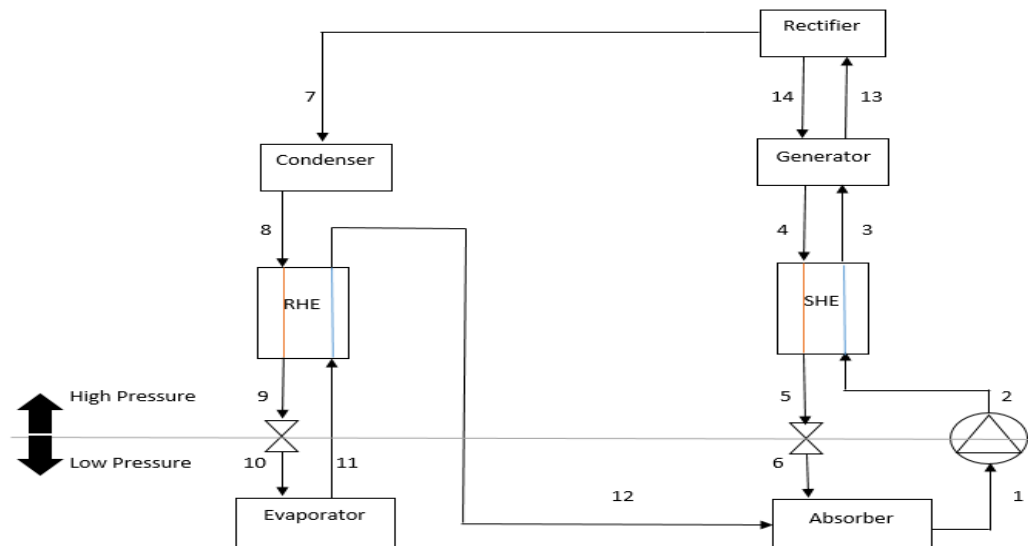 Rectifier
7
14
13
Condenser
Generator
8
4
3
RHE
SHE
High Pressure
9
5
2
Low Pressure
10
11
6
12
1
Evaporator
Absorber